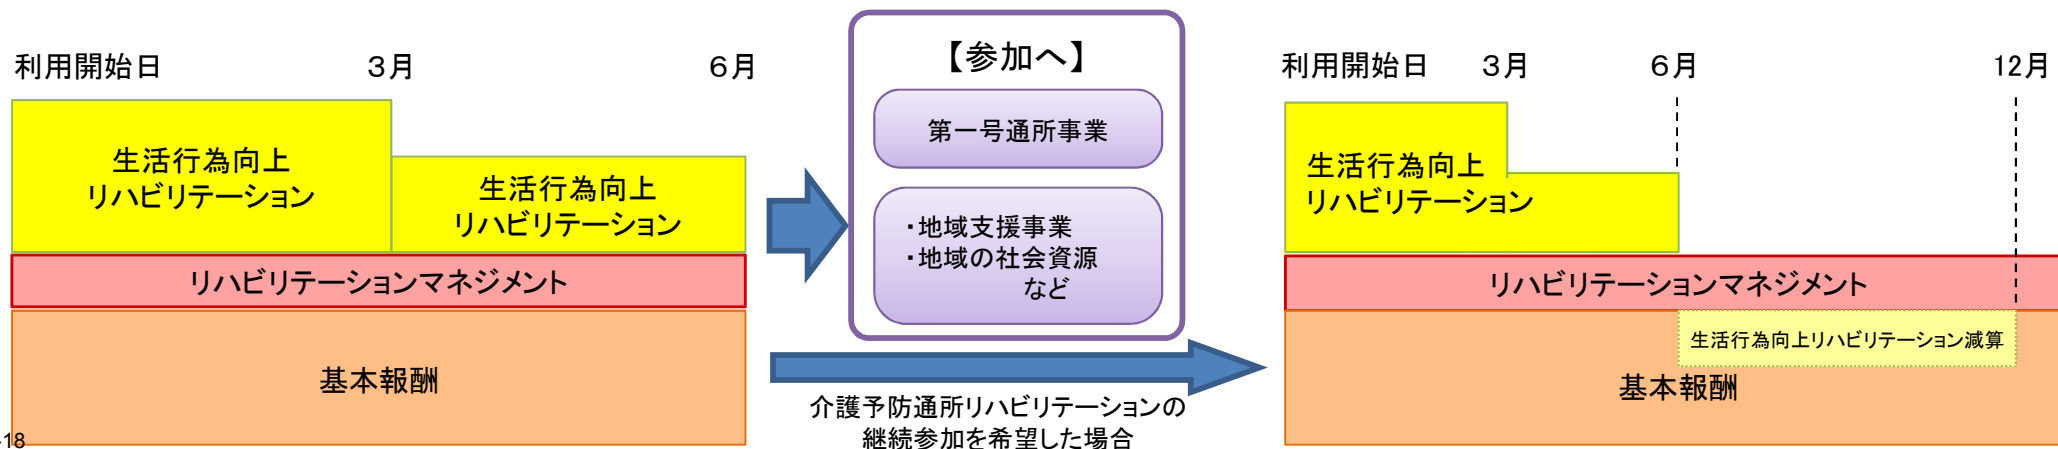 利用開始日
3月
6月
生活行為向上
リハビリテーション
生活行為向上
リハビリテーション
リハビリテーションマネジメント
基本報酬
【参加へ】
第一号通所事業
・地域支援事業
・地域の社会資源
など
介護予防通所リハビリテーションの
継続参加を希望した場合
利用開始日
3月
6月
12月
生活行為向上
リハビリテーション
リハビリテーションマネジメント
生活行為向上リハビリテーション減算
基本報酬
-18